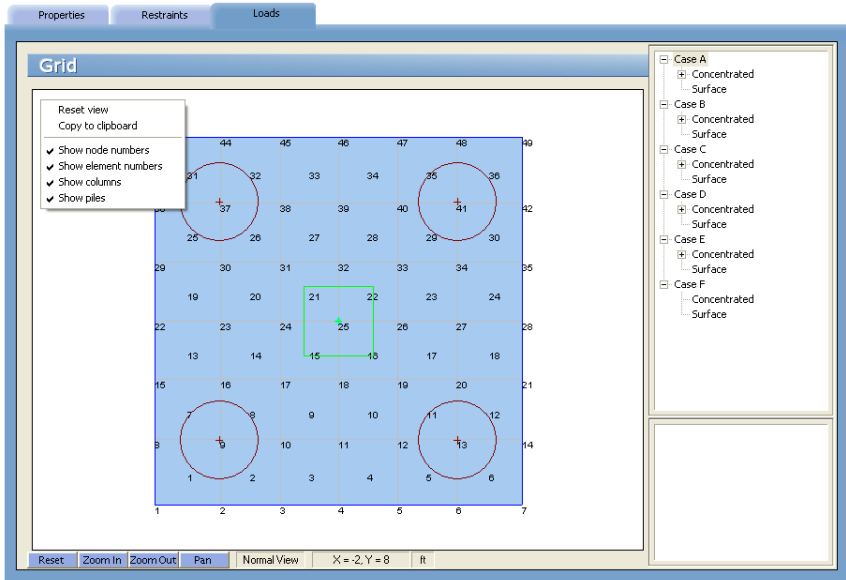 Properties Restraints Loads
Grid
Reset view
Copy to clipboard
Show node numbers
Show element numbers
Show columns
Show piles
44 45 46 47 48 49
31 32 33 34 35 36
36 37 38 39 40 41 42
25 26 27 28 29 30
29 30 31 32 33 34 35
19 20 21 22 23 24
22 23 24 25 26 27 28
13 14 15 16 17 18
15 16 17 18 19 20 21
7 8 9 10 11 12
8 9 10 11 12 13 14
1 2 3 4 5 6
1 2 3 4 5 6 7
Reset Zoom In Zoom Out Pan Normal View X = -2, Y = 8 ft
Case A
Concentrated
Surface
Case B
Concentrated
Surface
Case C
Concentrated
Surface
Case D
Concentrated
Surface
Case E
Concentrated
Surface
Case F
Concentrated
Surface